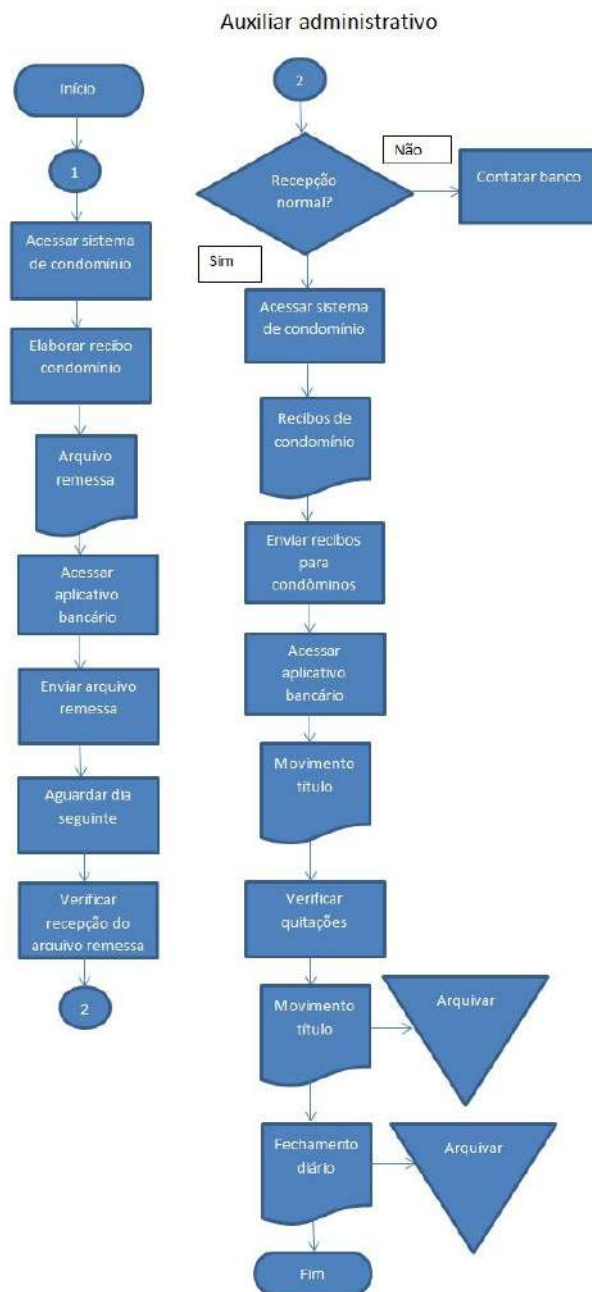 Auxiliar administrativo
Início
1
Acessar sistema
de condomínio
Elaborar recibo
condomínio
Arquivo
remessa
Acessar
aplicativo
bancário
Enviar arquivo
remessa
Aguardar dia
seguinte
Verificar
recepção do
arquivo remessa
2
2
Recepção
normal?
Não
Contatar banco
Sim
Acessar sistema
de condomínio
Recibos de
condomínio
Enviar recibos
para
condôminos
Acessar
aplicativo
bancário
Movimento
título
Verificar
quitações
Movimento
título
Arquivar
Fechamento
diário
Arquivar
Fim